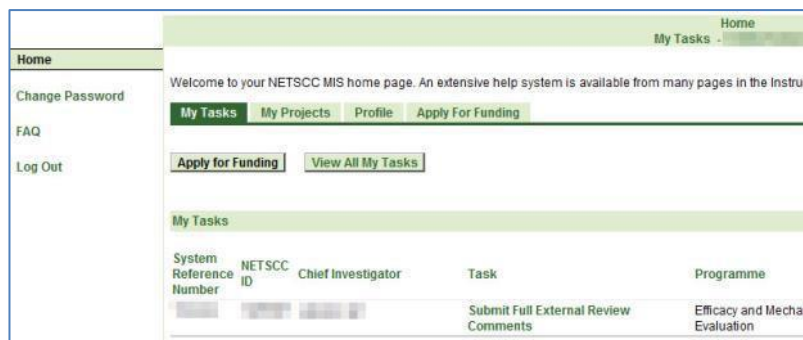 Home
My Tasks -
Home
Change Password
FAQ
Log Out
Welcome to your NETSCC MIS home page. An extensive help system is available from many pages in the Instru
My Tasks My Projects Profile Apply For Funding
Apply for Funding View All My Tasks
My Tasks
System Reference Number NETSCC ID Chief Investigator Task Programme
Submit Full External Review Comments Efficacy and Mecha
Evaluation